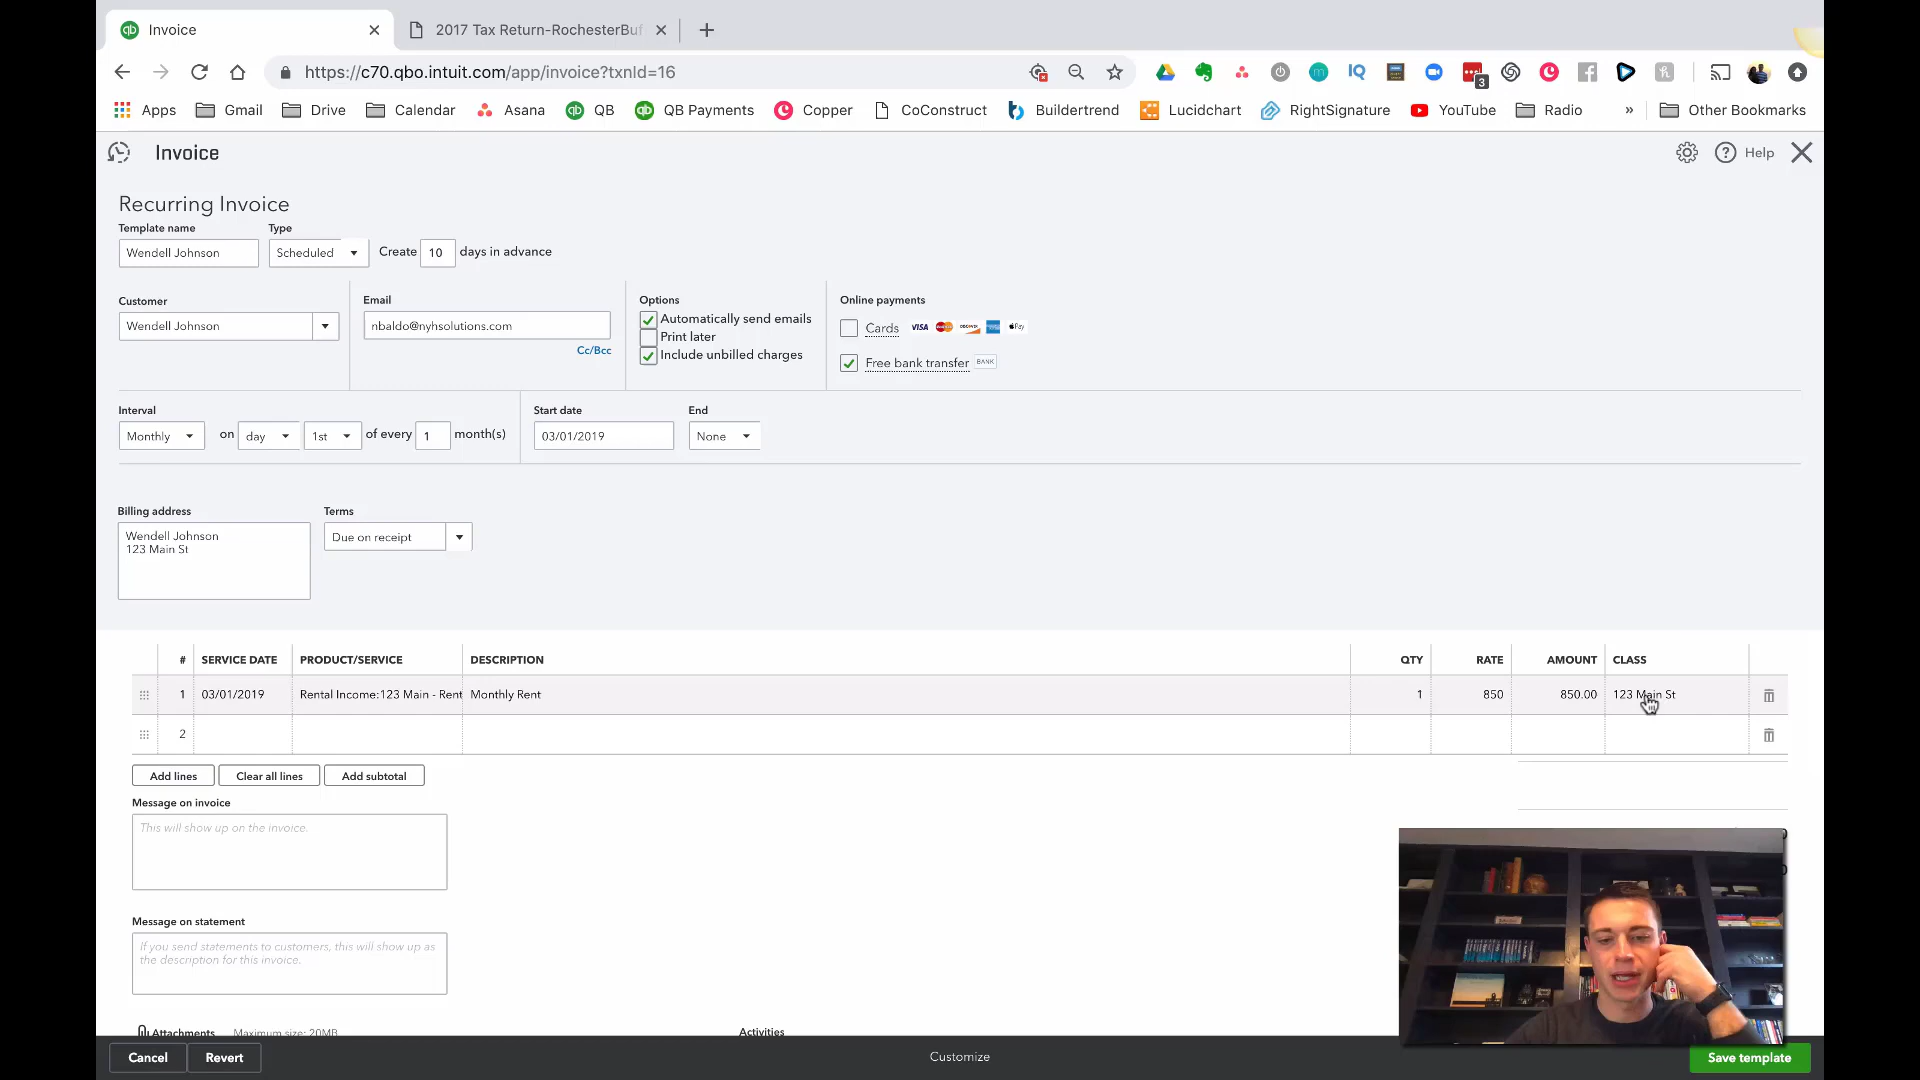 Invoice
2017 Tax Return-RochesterBuf
https://c70.qbo.intuit.com/app/invoice?txnId=16
3
Apps Gmail Drive Calendar Asana QB QB Payments Copper CoConstruct Buildertrend Lucidchart RightSignature YouTube Radio » Other Bookmarks
Invoice
Help
Recurring Invoice
Template name Type
Wendell Johnson Scheduled Create 10 days in advance
Customer Email Options Online payments
Wendell Johnson nbaldo@nyhsolutions.com Automatically send emails Cards VISA
Print later
Cc/Bcc Include unbilled charges
Free bank transfer BANK
Interval Start date End
Monthly on day 1st of every 1 month(s) 03/01/2019 None
Billing address Terms
Wendell Johnson
123 Main St
Due on receipt
# SERVICE DATE PRODUCT/SERVICE DESCRIPTION QTY RATE AMOUNT CLASS
1 03/01/2019 Rental Income:123 Main - Rent Monthly Rent 1 850 850.00 123 Main St
2
Add lines Clear all lines Add subtotal
Message on invoice
This will show up on the invoice.
Message on statement
If you send statements to customers, this will show up as
the description for this invoice.
Attachments Maximum size: 20MB Activities
Cancel Revert Customize Save template